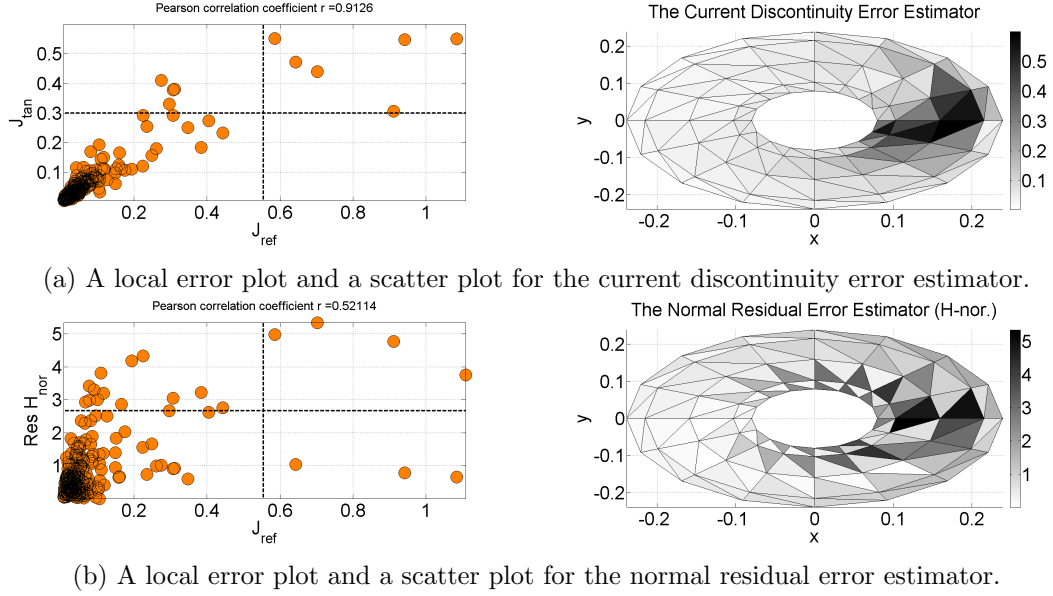 Pearson correlation coefficient r =0.9126
0.5
0.4
0.3
0.2
0.1
J_tan
0.2 0.4 0.6 0.8 1
J_ref
The Current Discontinuity Error Estimator
0.2
0.1
0
-0.1
-0.2
y
-0.2 -0.1 0 0.1 0.2
x
0.5
0.4
0.3
0.2
0.1
(a) A local error plot and a scatter plot for the current discontinuity error estimator.
Pearson correlation coefficient r =0.52114
5
4
3
2
1
Res H_nor
0.2 0.4 0.6 0.8 1
J_ref
The Normal Residual Error Estimator (H-nor.)
0.2
0.1
0
-0.1
-0.2
y
-0.2 -0.1 0 0.1 0.2
x
5
4
3
2
1
(b) A local error plot and a scatter plot for the normal residual error estimator.